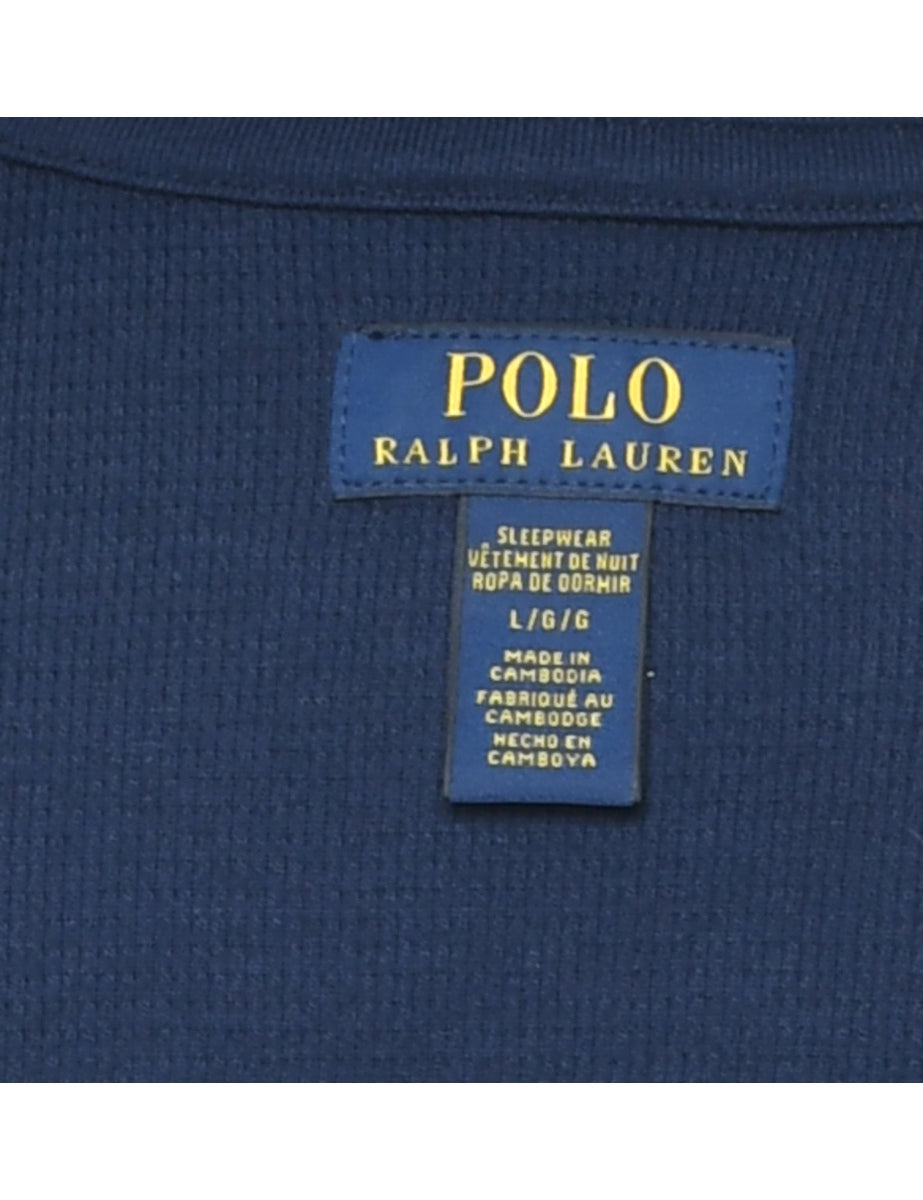 POLO
RALPH LAUREN
SLEEPWEAR
VÊTEMENT DE NUIT
ROPA DE DORMIR
L/G/G
MADE IN
CAMBODIA
FABRIQUÉ AU
CAMBODGE
HECHO EN
CAMBOYA